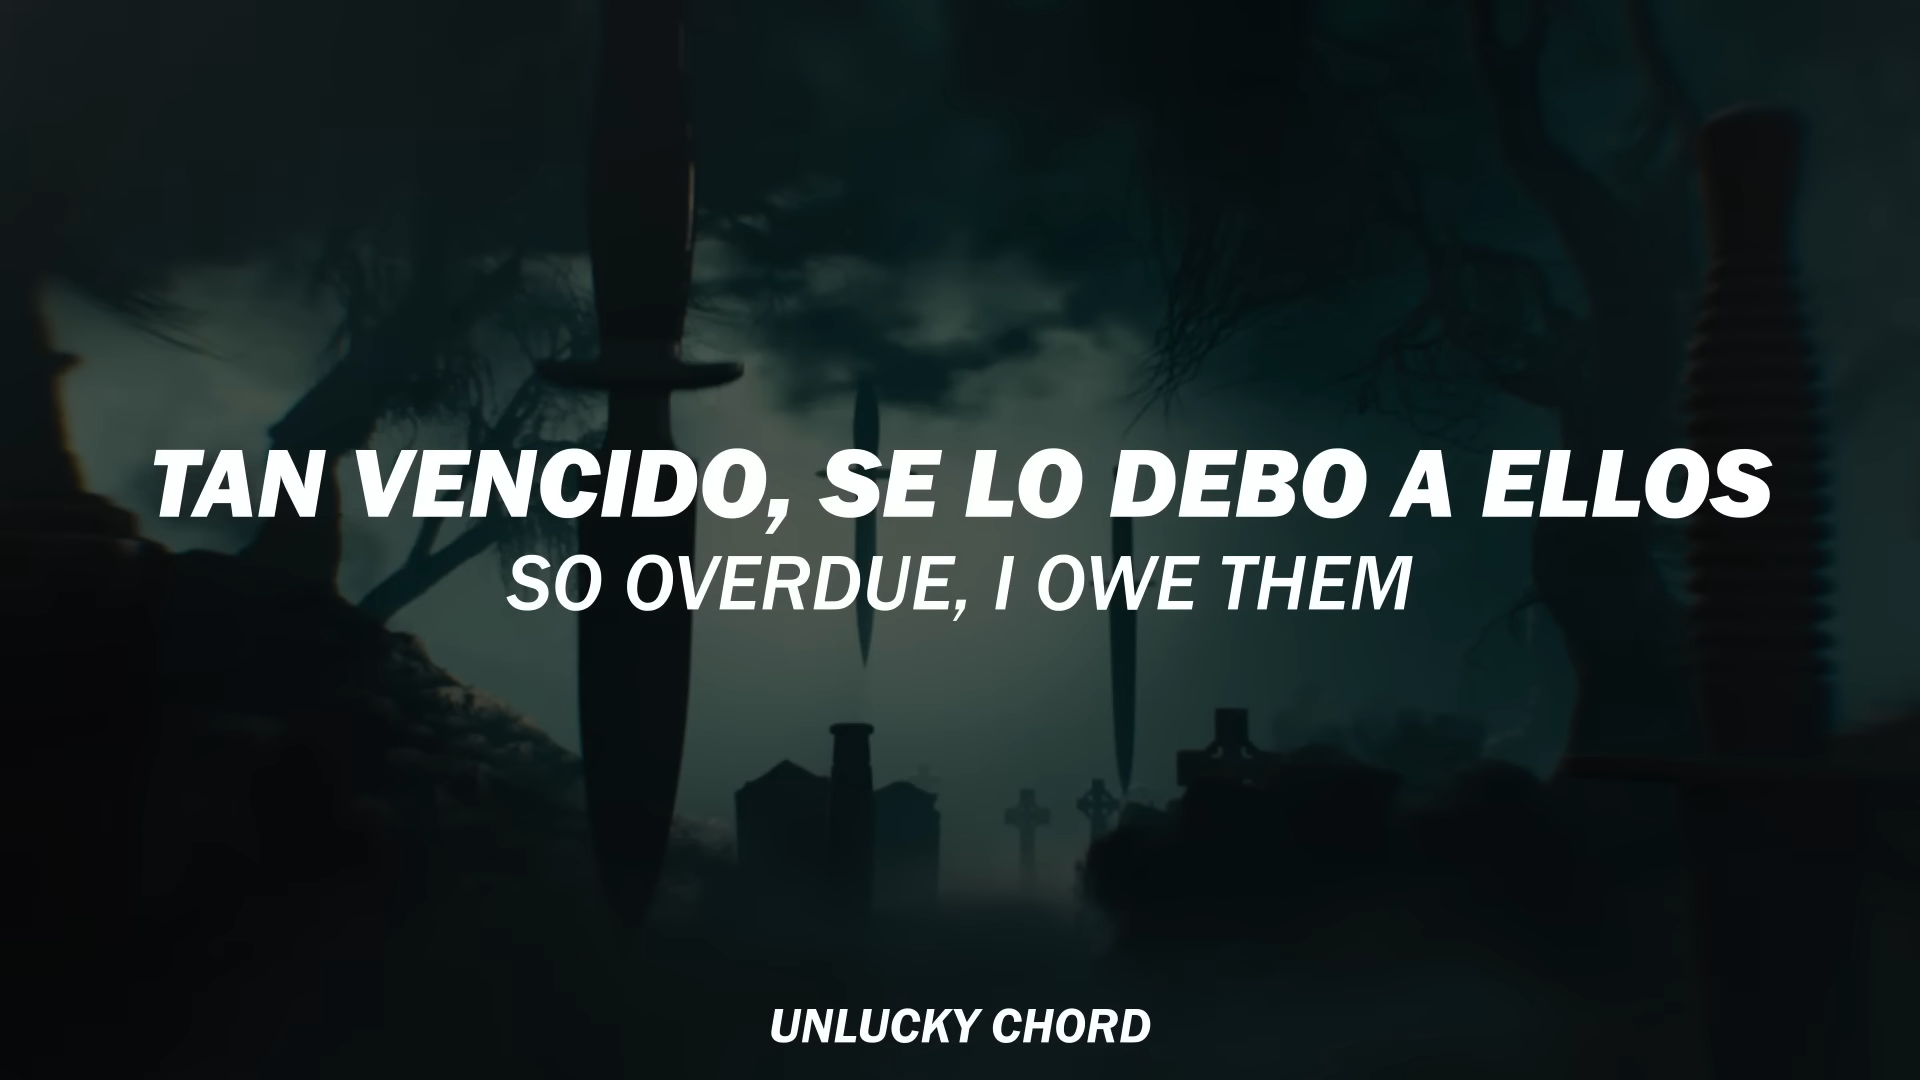 TAN VENCIDO, SE LO DEBO A ELLOS
SO OVERDUE, I OWE THEM
UNLUCKY CHORD